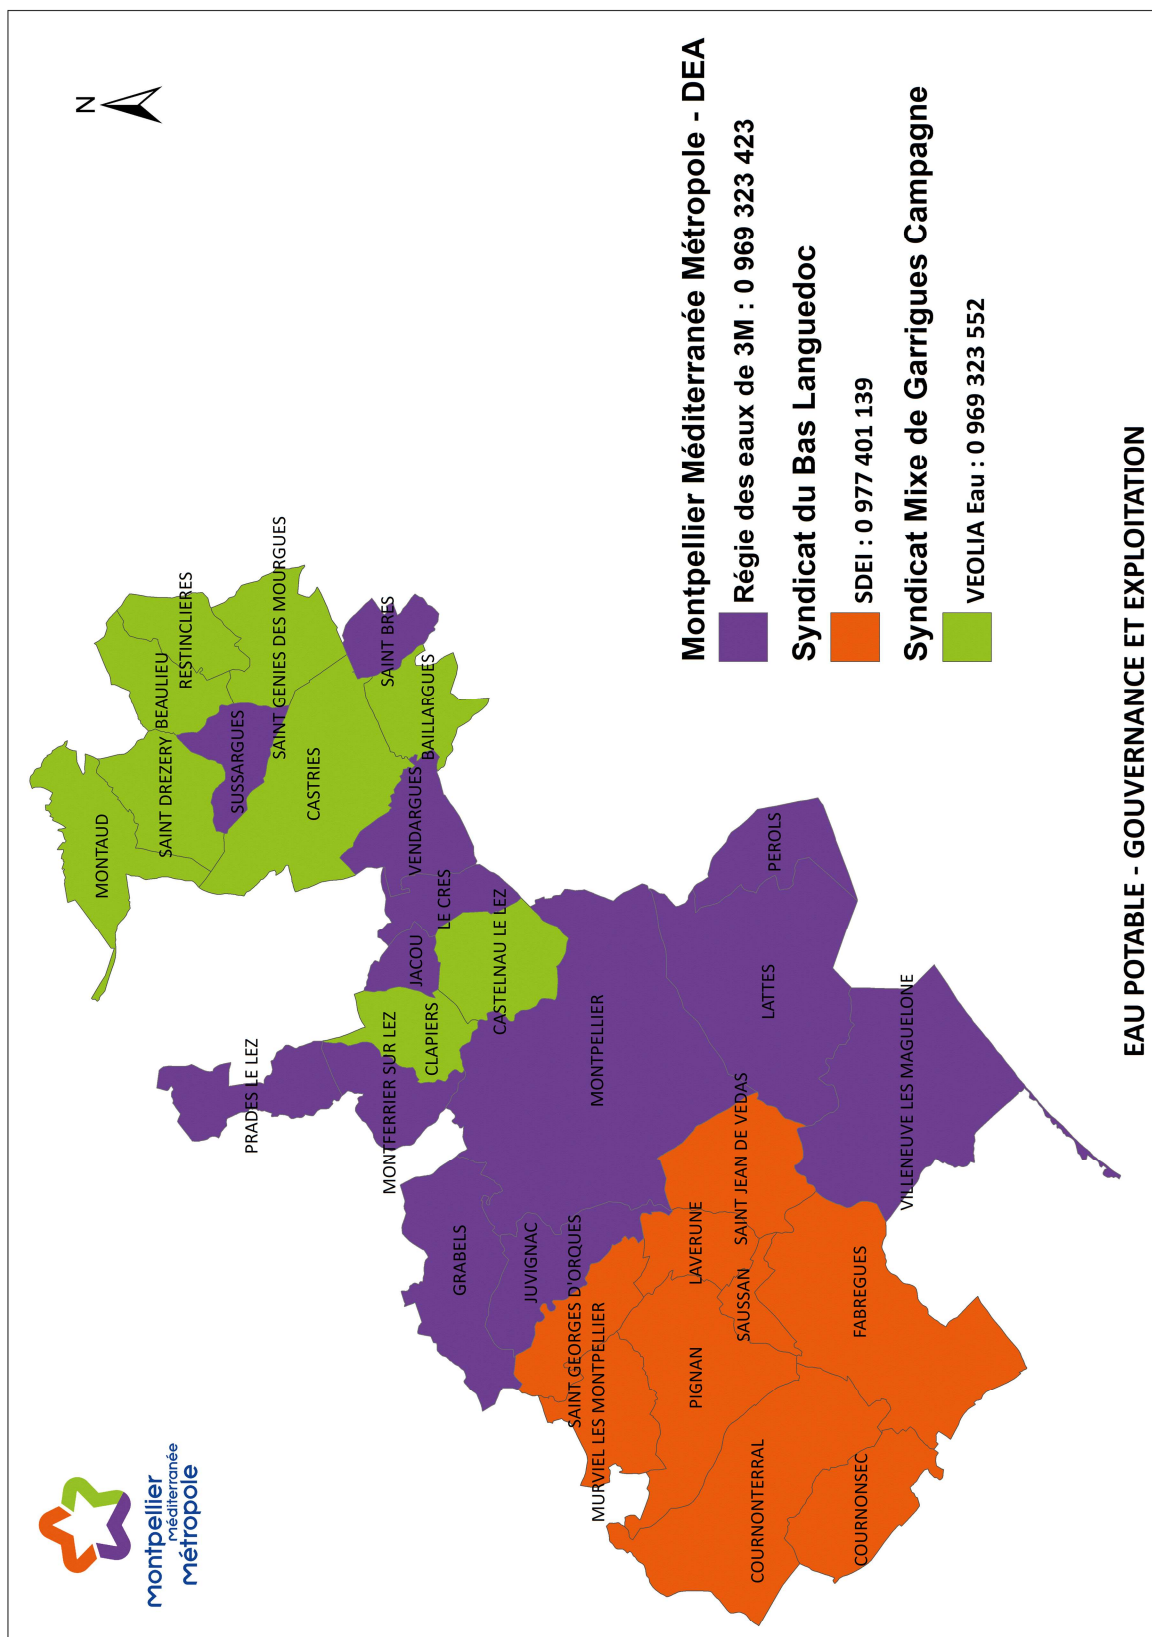 Montpellier
Méditerranée
Métropole
N
MONTAUD
SAINT DREZERY
BEAULIEU
RESTINCLIERES
SUSSARGUES
SAINT GENIES DES MOURGUES
CASTRIES
SAINT BRES
BAILLARGUES
VENDARGUES
LE CRES
JACOU
CASTELNAU LE LEZ
CLAPIERS
PRADES LE LEZ
MONTFERRIER SUR LEZ
GRABELS
JUVIGNAC
MONTPELLIER
SAINT GEORGES D'ORQUES
MURVIEL LES MONTPELLIER
LAVERUNE
PIGNAN
SAINT JEAN DE VEDAS
SAUSSAN
LATTES
PEROLS
COURNONTERRAL
COURNONSEC
FABREGUES
VILLENEUVE LES MAGUELONE
Montpellier Méditerranée Métropole - DEA
Régie des eaux de 3M : 0 969 323 423
Syndicat du Bas Languedoc
SDEI : 0 977 401 139
Syndicat Mixe de Garrigues Campagne
VEOLIA Eau : 0 969 323 552
EAU POTABLE - GOUVERNANCE ET EXPLOITATION